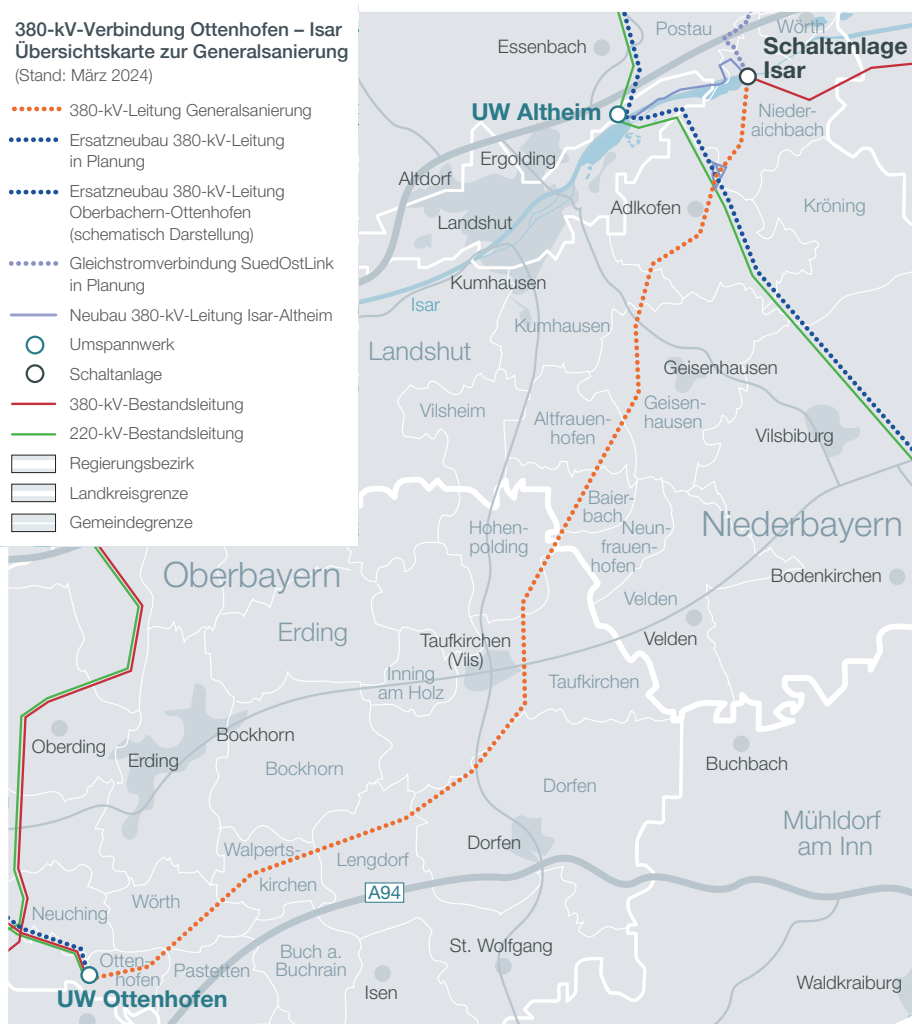 380-kV-Verbindung Ottenhofen – Isar
Übersichtskarte zur Generalsanierung
(Stand: März 2024)
380-kV-Leitung Generalsanierung
Ersatzneubau 380-kV-Leitung
in Planung
Ersatzneubau 380-kV-Leitung
Oberbachern-Ottenhofen
(schematisch Darstellung)
Gleichstromverbindung SuedOstLink
in Planung
Neubau 380-kV-Leitung Isar-Altheim
Umspannwerk
Schaltanlage
380-kV-Bestandsleitung
220-kV-Bestandsleitung
Regierungsbezirk
Landkreisgrenze
Gemeindegrenze
Postau
Wörth
Essenbach
Schaltanlage
Isar
UW Altheim
Nieder-
aichbach
Ergolding
Altdorf
Adlkofen
Kröning
Landshut
Kumhausen
Isar
Kumhausen
Landshut
Geisenhausen
Vilsheim
Altfrauen-
hofen
Geisen-
hausen
Vilsbiburg
Baier-
bach
Hohen-
polding
Neun-
frauen-
hofen
Niederbayern
Oberbayern
Bodenkirchen
Velden
Erding
Velden
Taufkirchen
(Vils)
Inning
am Holz
Taufkirchen
Oberding
Bockhorn
Erding
Buchbach
Bockhorn
Dorfen
Mühldorf
am Inn
Dorfen
Walperts-
kirchen
Lengdorf
A94
Wörth
Neuching
St. Wolfgang
Buch a.
Buchrain
Otten-
hofen
Pastetten
Isen
Waldkraiburg
UW Ottenhofen